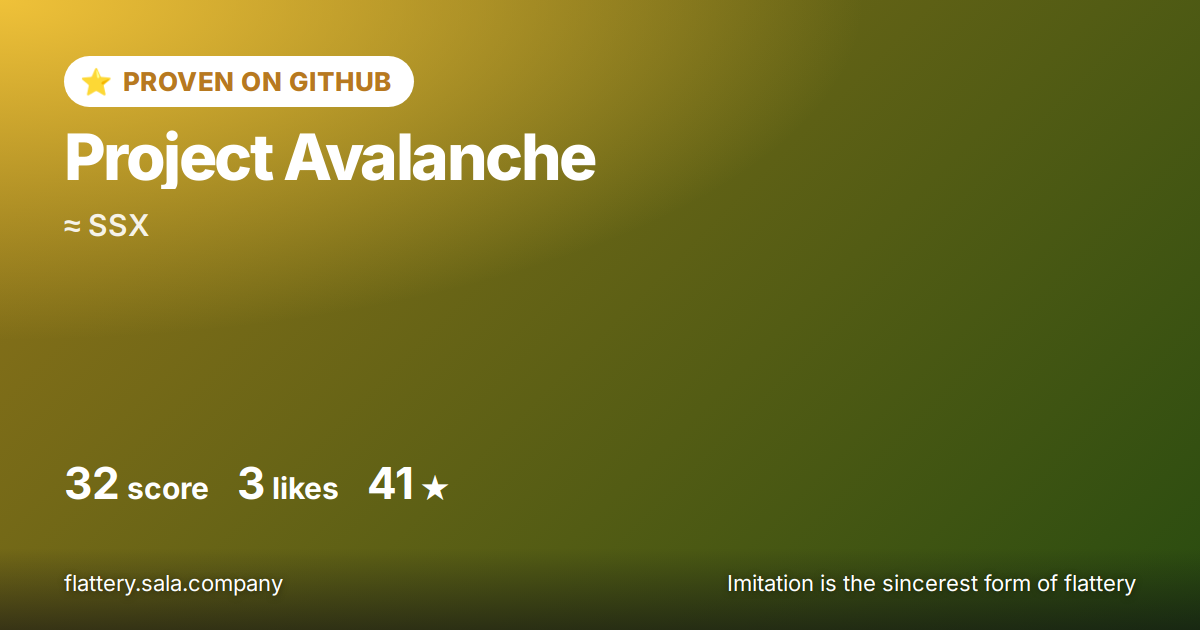 ⭐ PROVEN ON GITHUB
Project Avalanche
≈ SSX
32 score 3 likes 41 ★
flattery.sala.company
Imitation is the sincerest form of flattery